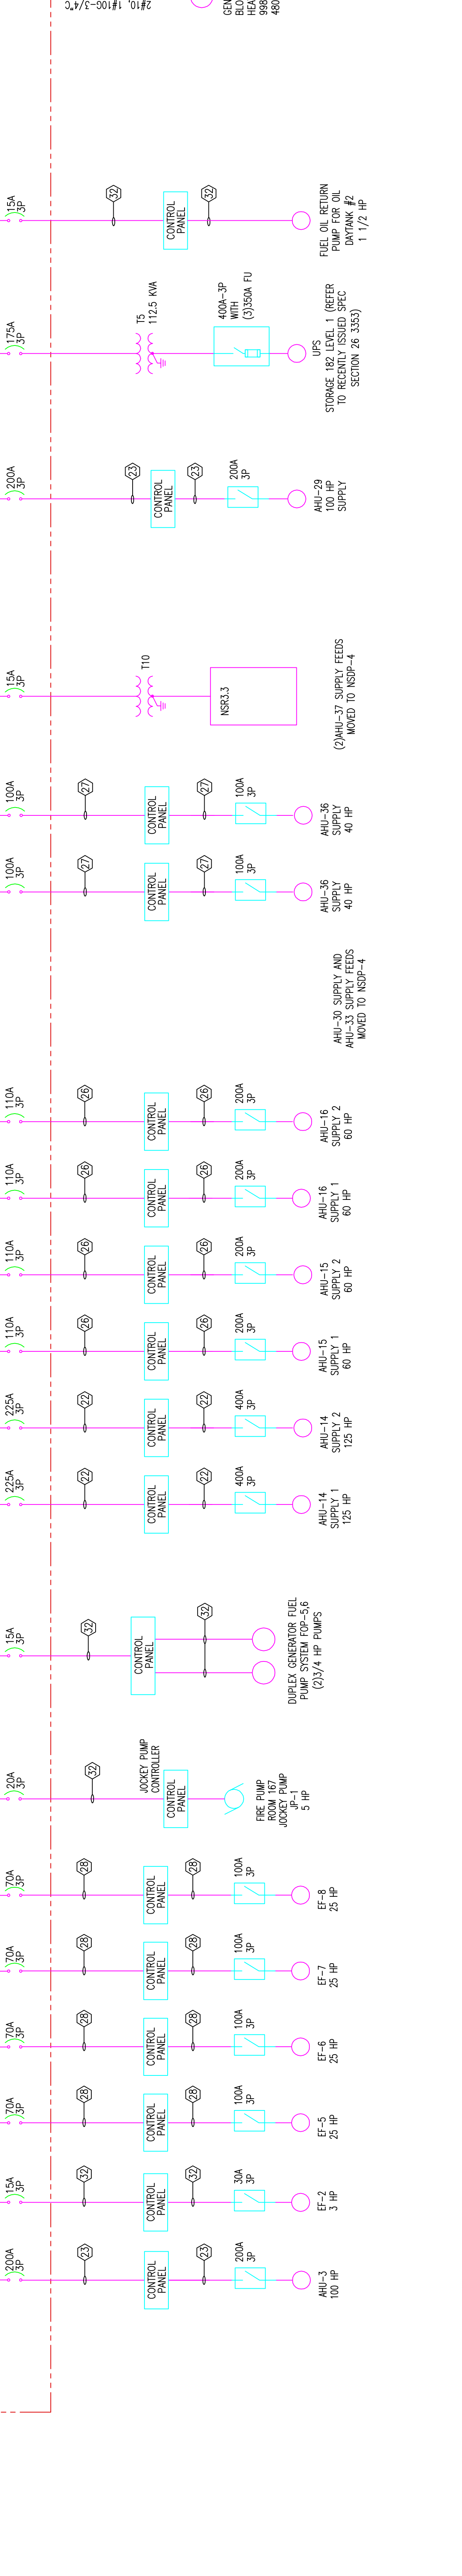 2#10, 1#10G-3/4"C
GEN
BLO
HEA
998
480
15A
3P
32
CONTROL
PANEL
32
FUEL OIL RETURN
PUMP FOR OIL
DAYTANK #2
1 1/2 HP
175A
3P
T5
112.5 KVA
400A-3P
WITH
(3)350A FU
UPS
STORAGE 182 LEVEL 1 (REFER
TO RECENTLY ISSUED SPEC
SECTION 26 3353)
200A
3P
23
CONTROL
PANEL
23
200A
3P
AHU-29
100 HP
SUPPLY
15A
3P
T10
NSR3.3
(2)AHU-37 SUPPLY FEEDS
MOVED TO NSDP-4
100A
3P
27
CONTROL
PANEL
27
100A
3P
AHU-36
SUPPLY
40 HP
100A
3P
27
CONTROL
PANEL
27
100A
3P
AHU-36
SUPPLY
40 HP
AHU-30 SUPPLY AND
AHU-33 SUPPLY FEEDS
MOVED TO NSDP-4
110A
3P
26
CONTROL
PANEL
26
200A
3P
AHU-16
SUPPLY 2
60 HP
110A
3P
26
CONTROL
PANEL
26
200A
3P
AHU-16
SUPPLY 1
60 HP
110A
3P
26
CONTROL
PANEL
26
200A
3P
AHU-15
SUPPLY 2
60 HP
110A
3P
26
CONTROL
PANEL
26
200A
3P
AHU-15
SUPPLY 1
60 HP
225A
3P
22
CONTROL
PANEL
22
400A
3P
AHU-14
SUPPLY 2
125 HP
225A
3P
22
CONTROL
PANEL
22
400A
3P
AHU-14
SUPPLY 1
125 HP
15A
3P
32
CONTROL
PANEL
32
DUPLEX GENERATOR FUEL
PUMP SYSTEM FOP-5,6
(2)3/4 HP PUMPS
20A
3P
32
JOCKEY PUMP
CONTROLLER
CONTROL
PANEL
FIRE PUMP
ROOM 167
JOCKEY PUMP
JP-1
5 HP
70A
3P
28
CONTROL
PANEL
28
100A
3P
EF-8
25 HP
70A
3P
28
CONTROL
PANEL
28
100A
3P
EF-7
25 HP
70A
3P
28
CONTROL
PANEL
28
100A
3P
EF-6
25 HP
70A
3P
28
CONTROL
PANEL
28
100A
3P
EF-5
25 HP
15A
3P
32
CONTROL
PANEL
32
30A
3P
EF-2
3 HP
200A
3P
23
CONTROL
PANEL
23
200A
3P
AHU-3
100 HP